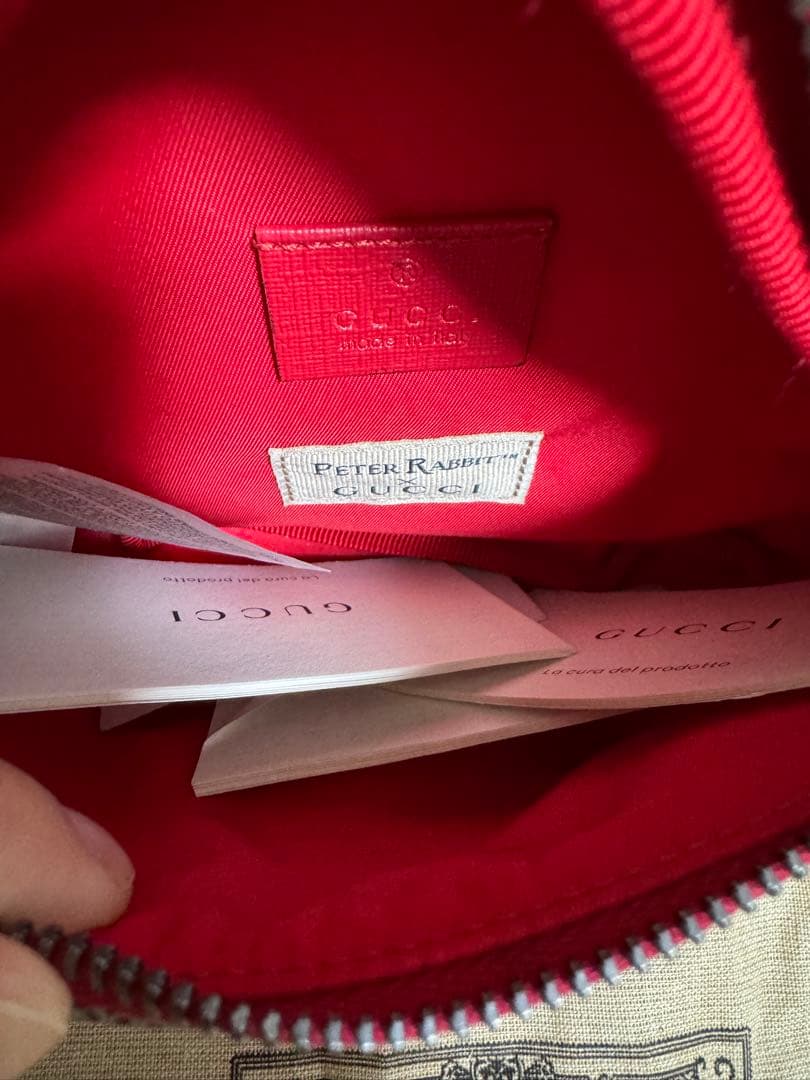 ®
GUCCI
made in Italy
PETER RABBIT™
×
GUCCI
La cura del prodotto
GUCCI
GUCCI
La cura del prodotto